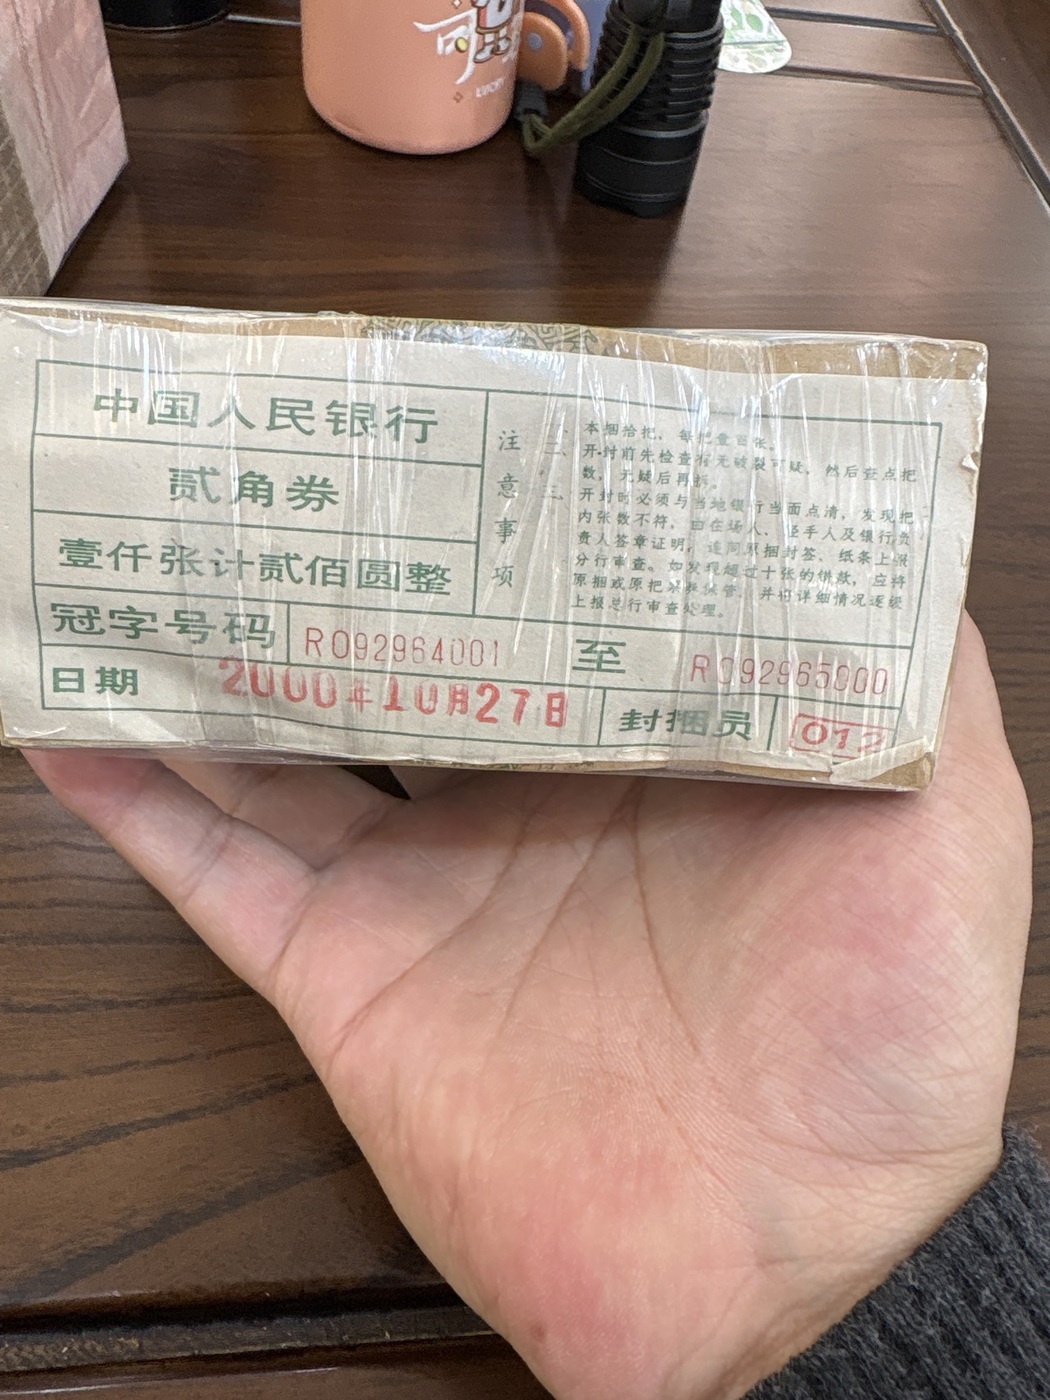 中国人民银行
贰角券
壹仟张计贰佰圆整
注意事项
一、本捆拾把，每把壹百张。
二、开封前先检查有无破裂可疑，然后查点把
数，无疑后再拆。
三、开封时必须与当地银行当面点清，发现把
内张数不符，由在场人、经手人及银行负
责人签章证明，连同原捆封签、纸条上报
分行审查。如发现超过十张的错款，应将
原捆或原把票券保管，并将详细情况逐级
上报总行审查处理。
冠字号码 R092964001 至 R092965000
日期 2000年10月27日 封捆员 012